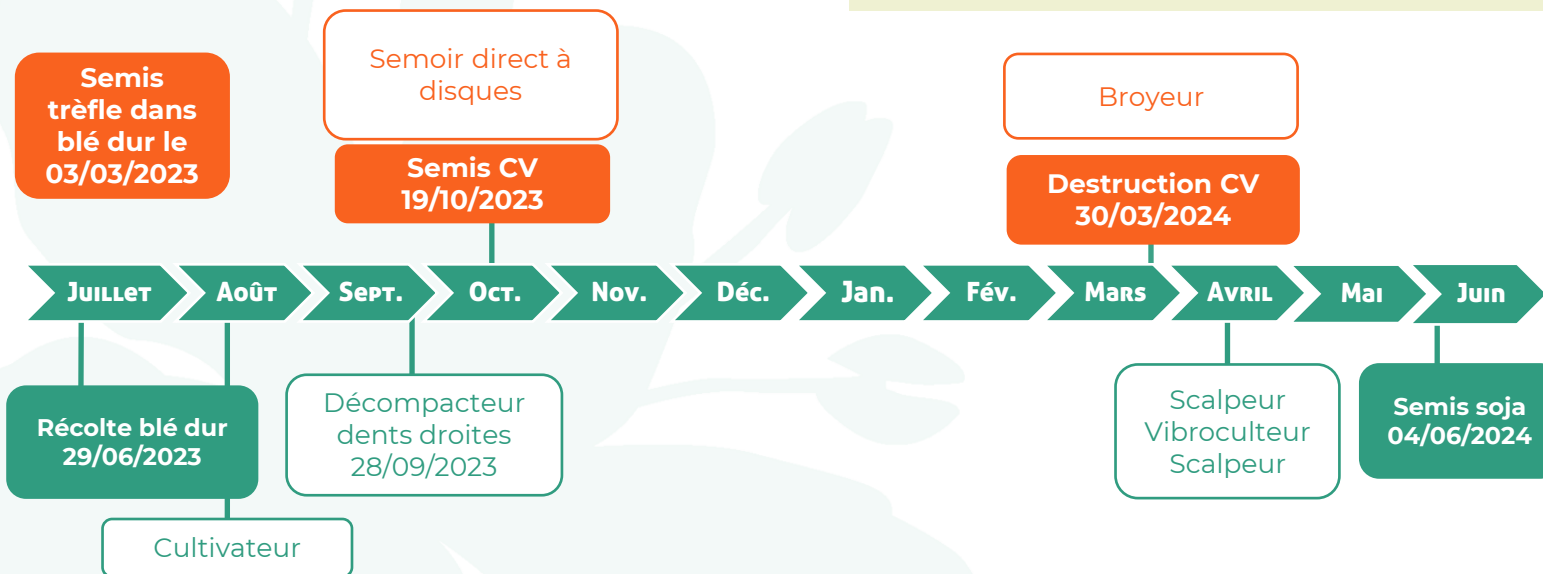 Semis
trèfle dans
blé dur le
03/03/2023
Semoir direct à
disques
Semis CV
19/10/2023
Broyeur
Destruction CV
30/03/2024
Juillet
Août
Sept.
Oct.
Nov.
Déc.
Jan.
Fév.
Mars
Avril
Mai
Juin
Récolte blé dur
29/06/2023
Cultivateur
Décompacteur
dents droites
28/09/2023
Scalpeur
Vibroculteur
Scalpeur
Semis soja
04/06/2024